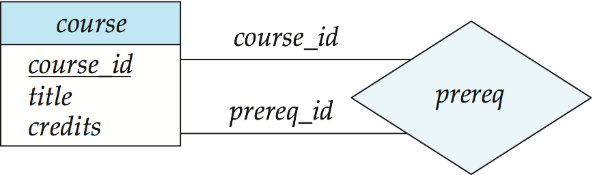 course
course_id
title
credits
course_id
prereq_id
prereq